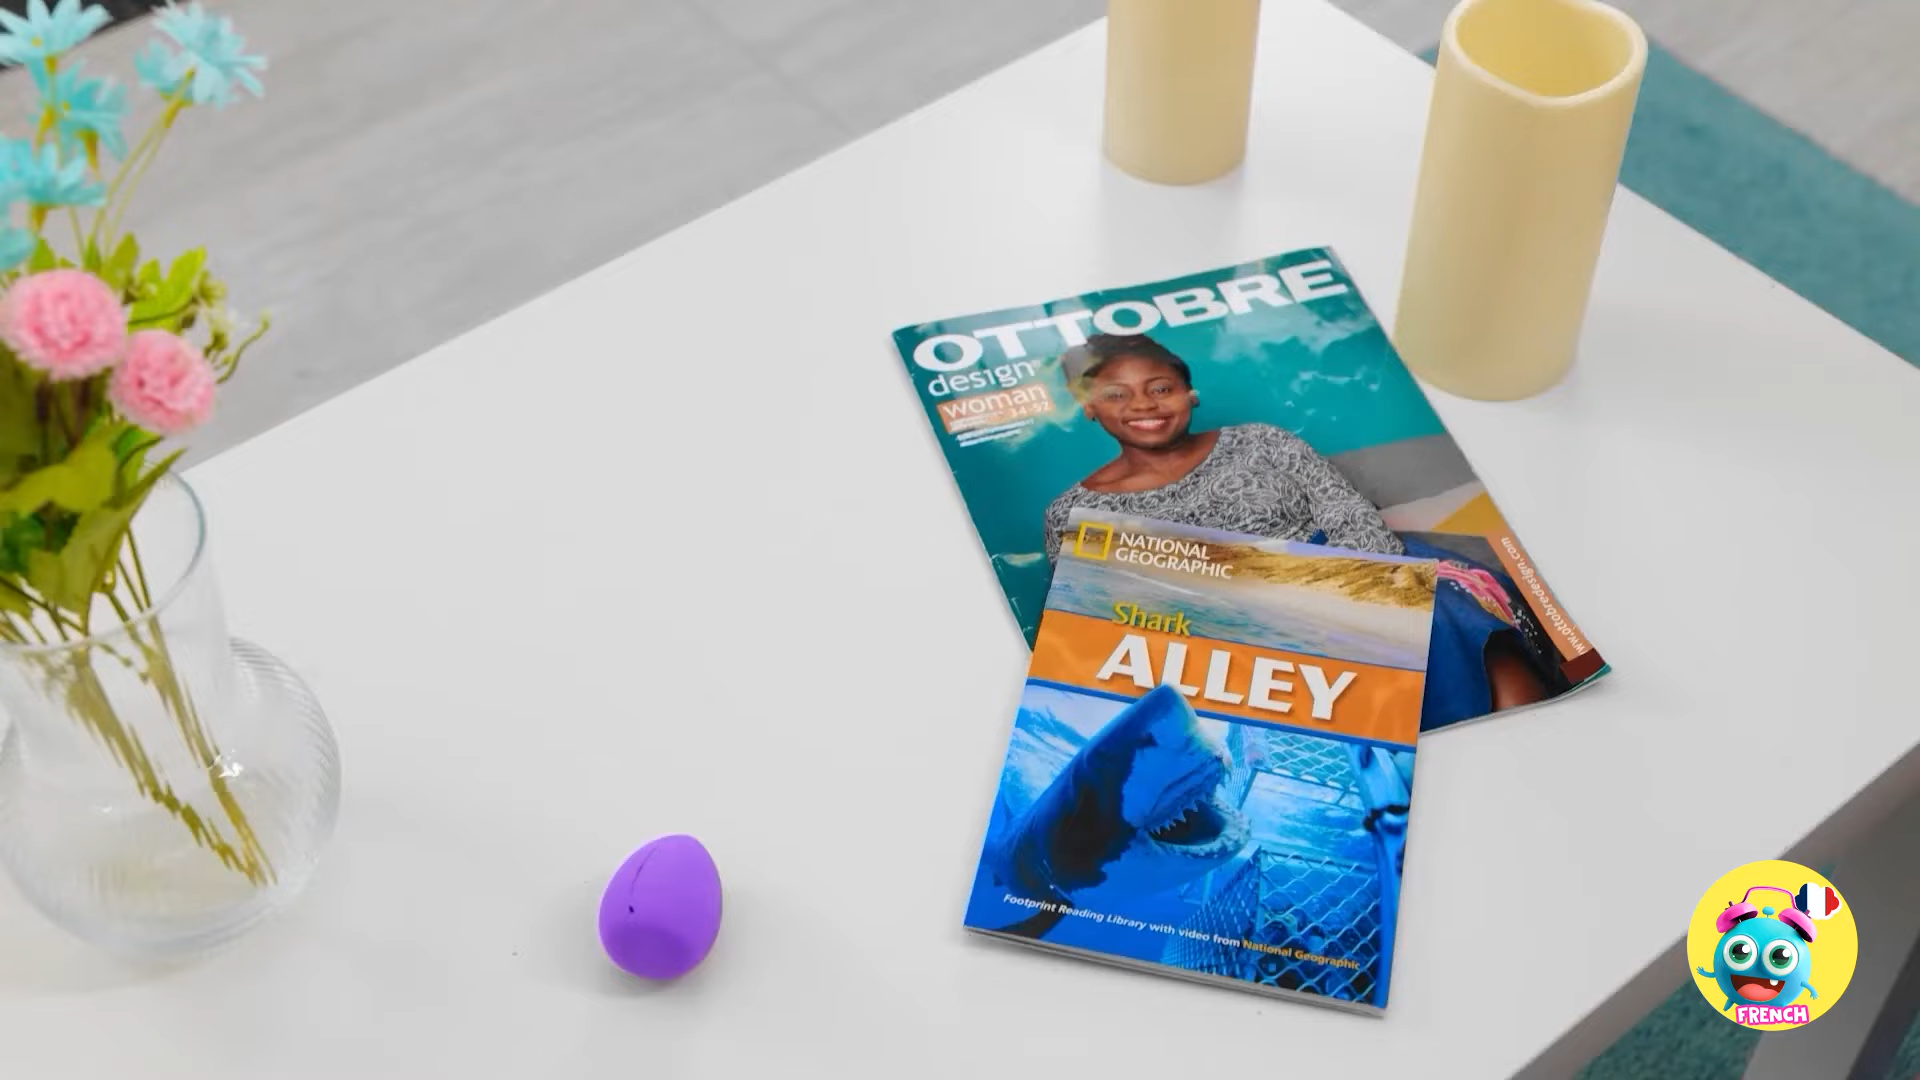 OTTOBRE
design
woman
34-52
www.ottobredesign.com
NATIONAL
GEOGRAPHIC
Shark
ALLEY
Footprint Reading Library with video from National Geographic
FRENCH